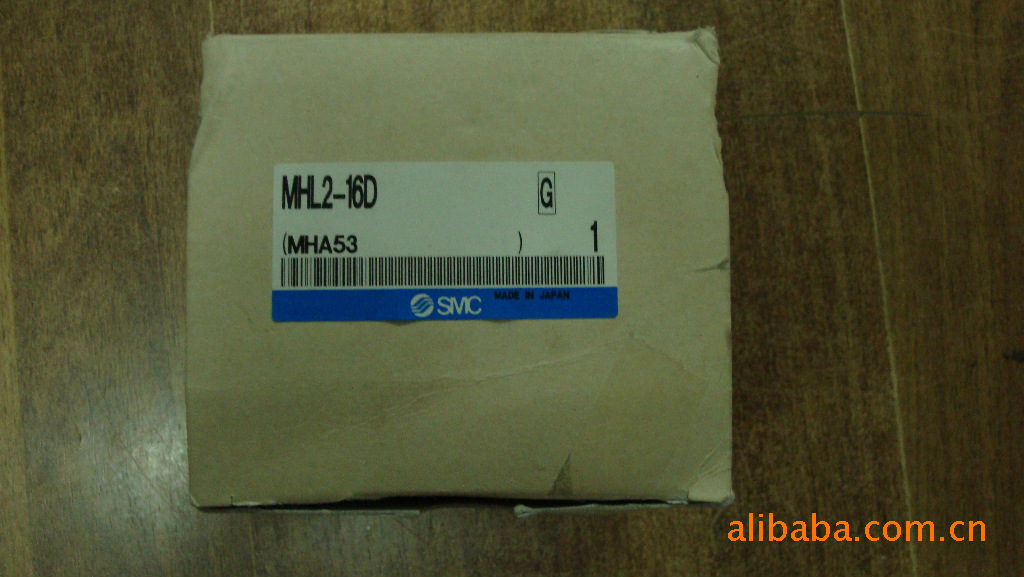 MHL2-16D G
(MHA53 ) 1
SMC MADE IN JAPAN
alibaba.com.cn